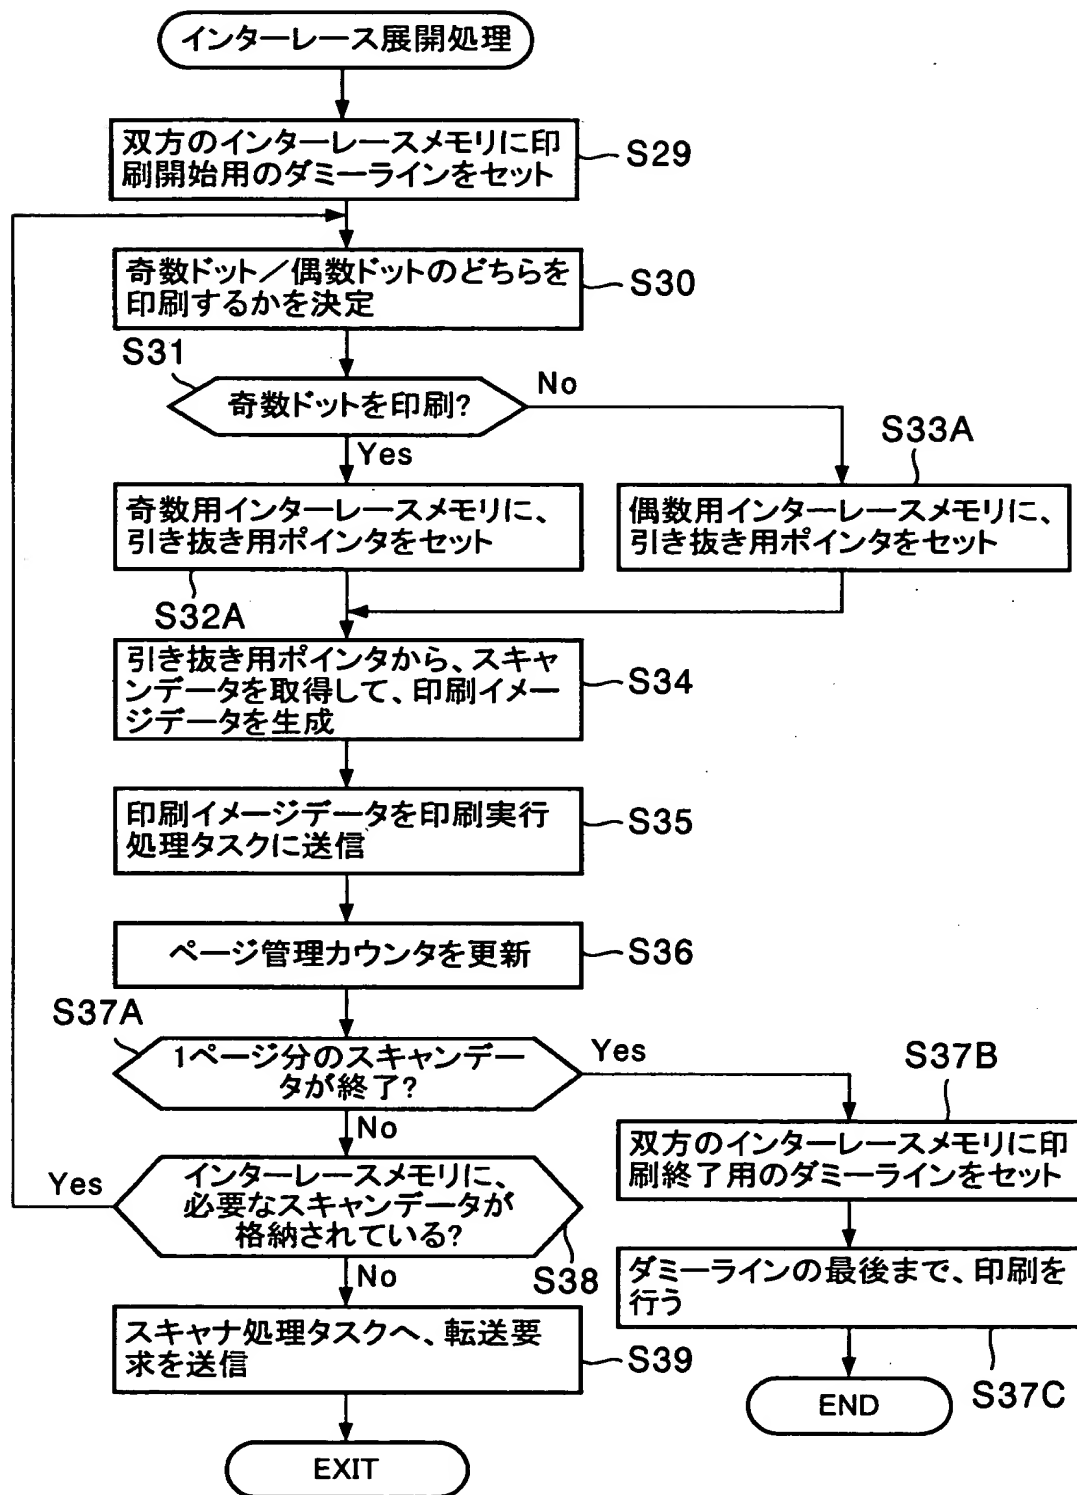 インターレース展開処理
双方のインターレースメモリに印
刷開始用のダミーラインをセット
S29
奇数ドット／偶数ドットのどちらを
印刷するかを決定
S30
S31
奇数ドットを印刷?
No
Yes
S33A
奇数用インターレースメモリに、
引き抜き用ポインタをセット
S32A
偶数用インターレースメモリに、
引き抜き用ポインタをセット
引き抜き用ポインタから、スキャ
ンデータを取得して、印刷イメー
ジデータを生成
S34
印刷イメージデータを印刷実行
処理タスクに送信
S35
ページ管理カウンタを更新
S36
S37A
1ページ分のスキャンデー
タが終了?
Yes
No
S37B
双方のインターレースメモリに印
刷終了用のダミーラインをセット
Yes
インターレースメモリに、
必要なスキャンデータが
格納されている?
S38
No
ダミーラインの最後まで、印刷を
行う
S37C
スキャナ処理タスクへ、転送要
求を送信
S39
END
EXIT